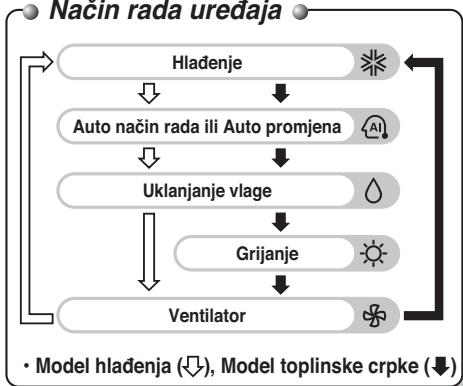 Način rada uređaja
Hlađenje
Auto način rada ili Auto promjena
AI
Uklanjanje vlage
Grijanje
Ventilator
• Model hlađenja (⇩), Model toplinske crpke (⬇)